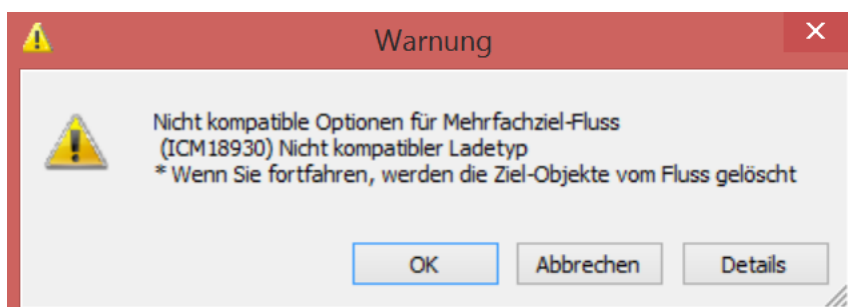 Warnung
Nicht kompatible Optionen für Mehrfachziel-Fluss
(ICM18930) Nicht kompatibler Ladetyp
* Wenn Sie fortfahren, werden die Ziel-Objekte vom Fluss gelöscht
OK Abbrechen Details